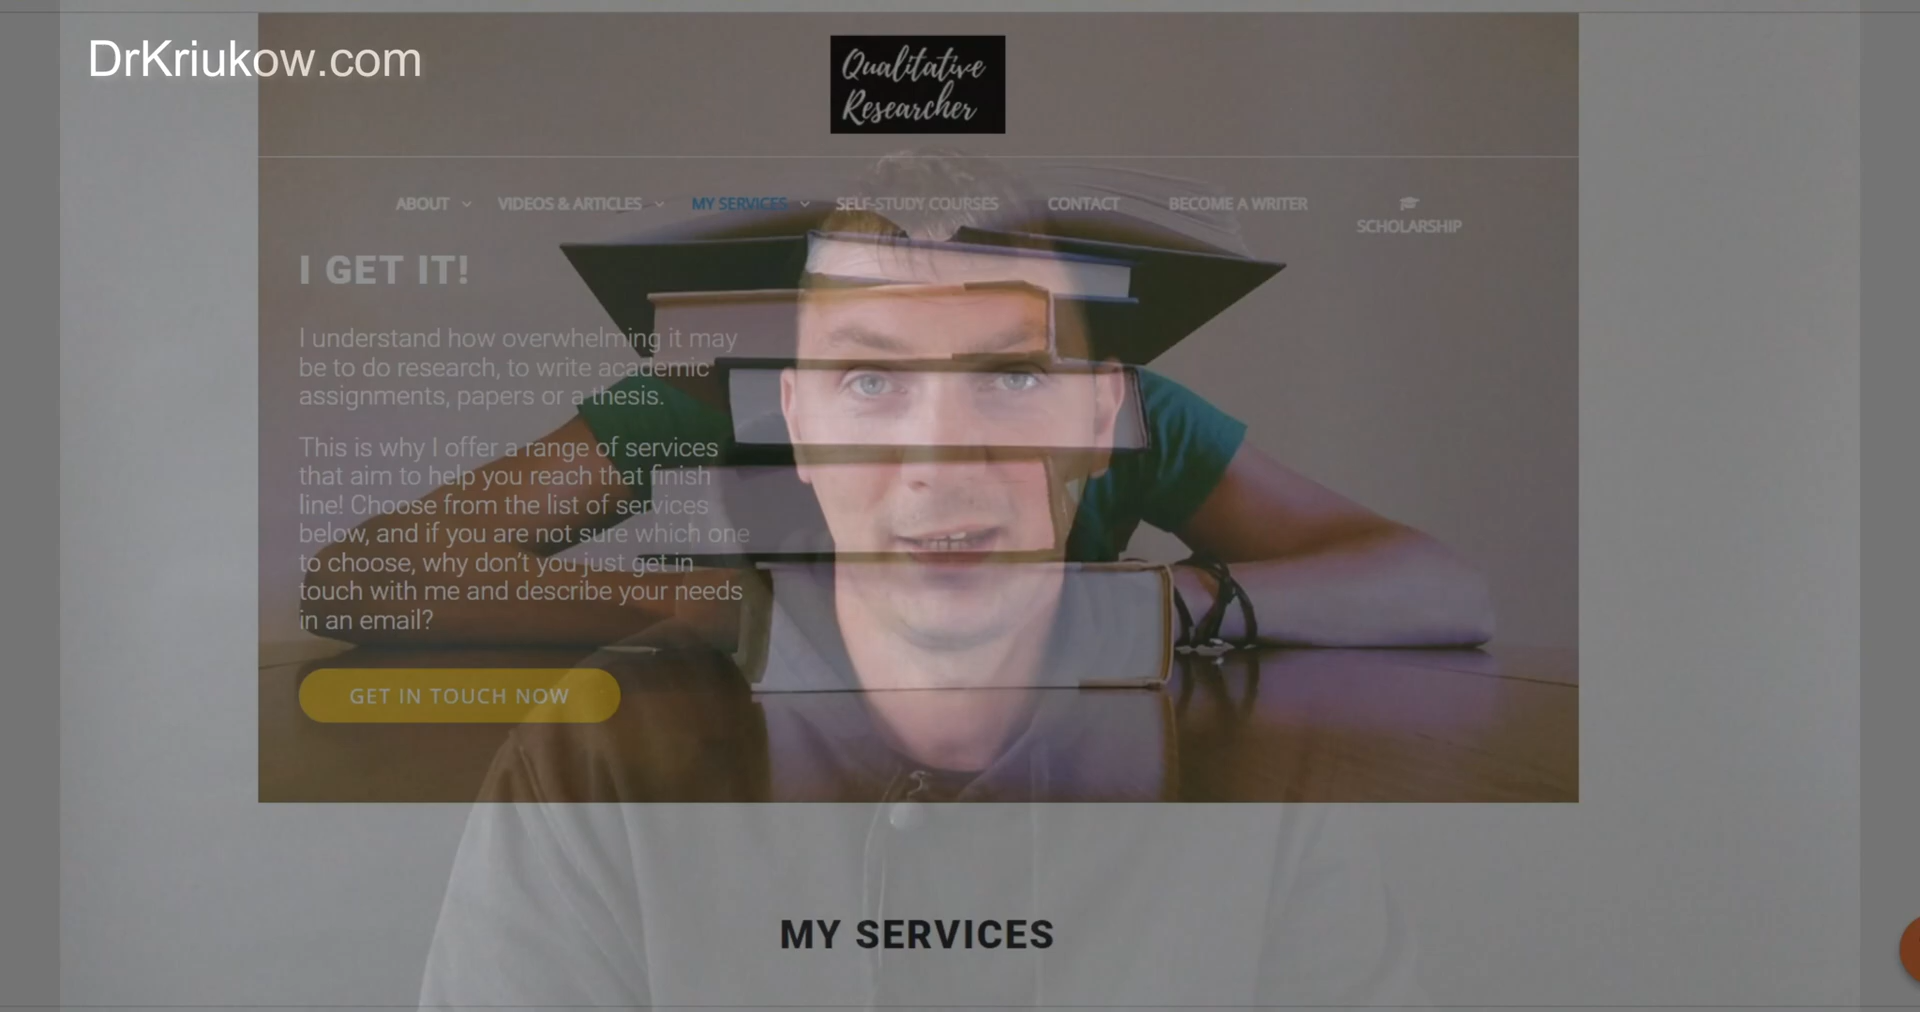 DrKriukow.com
Qualitative
Researcher
ABOUT VIDEOS & ARTICLES MY SERVICES SELF-STUDY COURSES CONTACT BECOME A WRITER
SCHOLARSHIP
I GET IT!
I understand how overwhelming it may
be to do research, to write academic
assignments, papers or a thesis.
This is why I offer a range of services
that aim to help you reach that finish
line! Choose from the list of services
below, and if you are not sure which one
to choose, why don't you just get in
touch with me and describe your needs
in an email?
GET IN TOUCH NOW
MY SERVICES